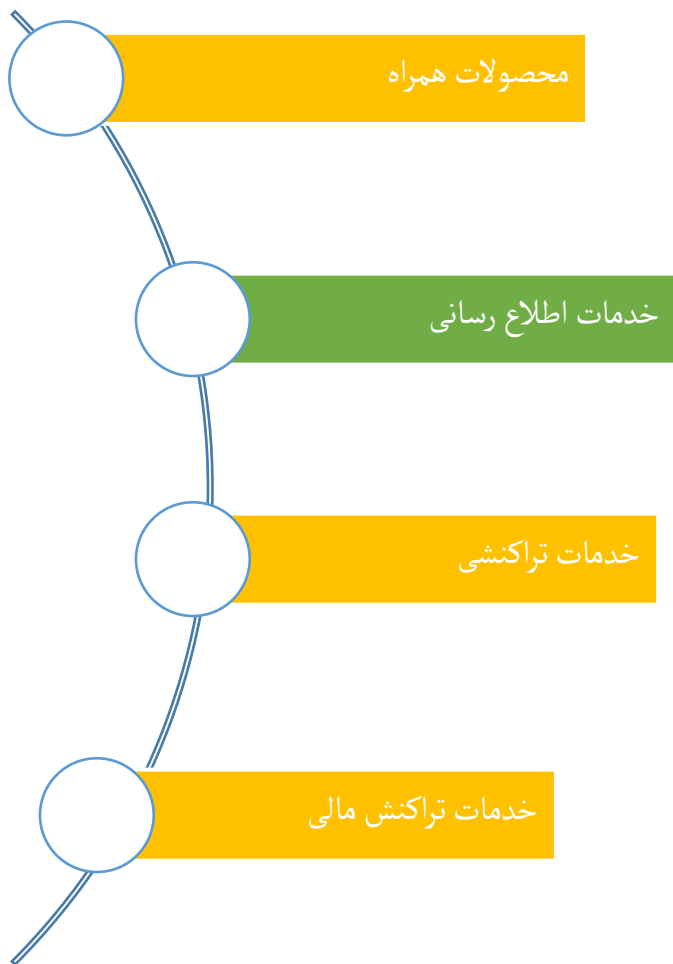 محصولات همراه
خدمات اطلاع رسانی
خدمات تراکنشی
خدمات تراکنش مالی